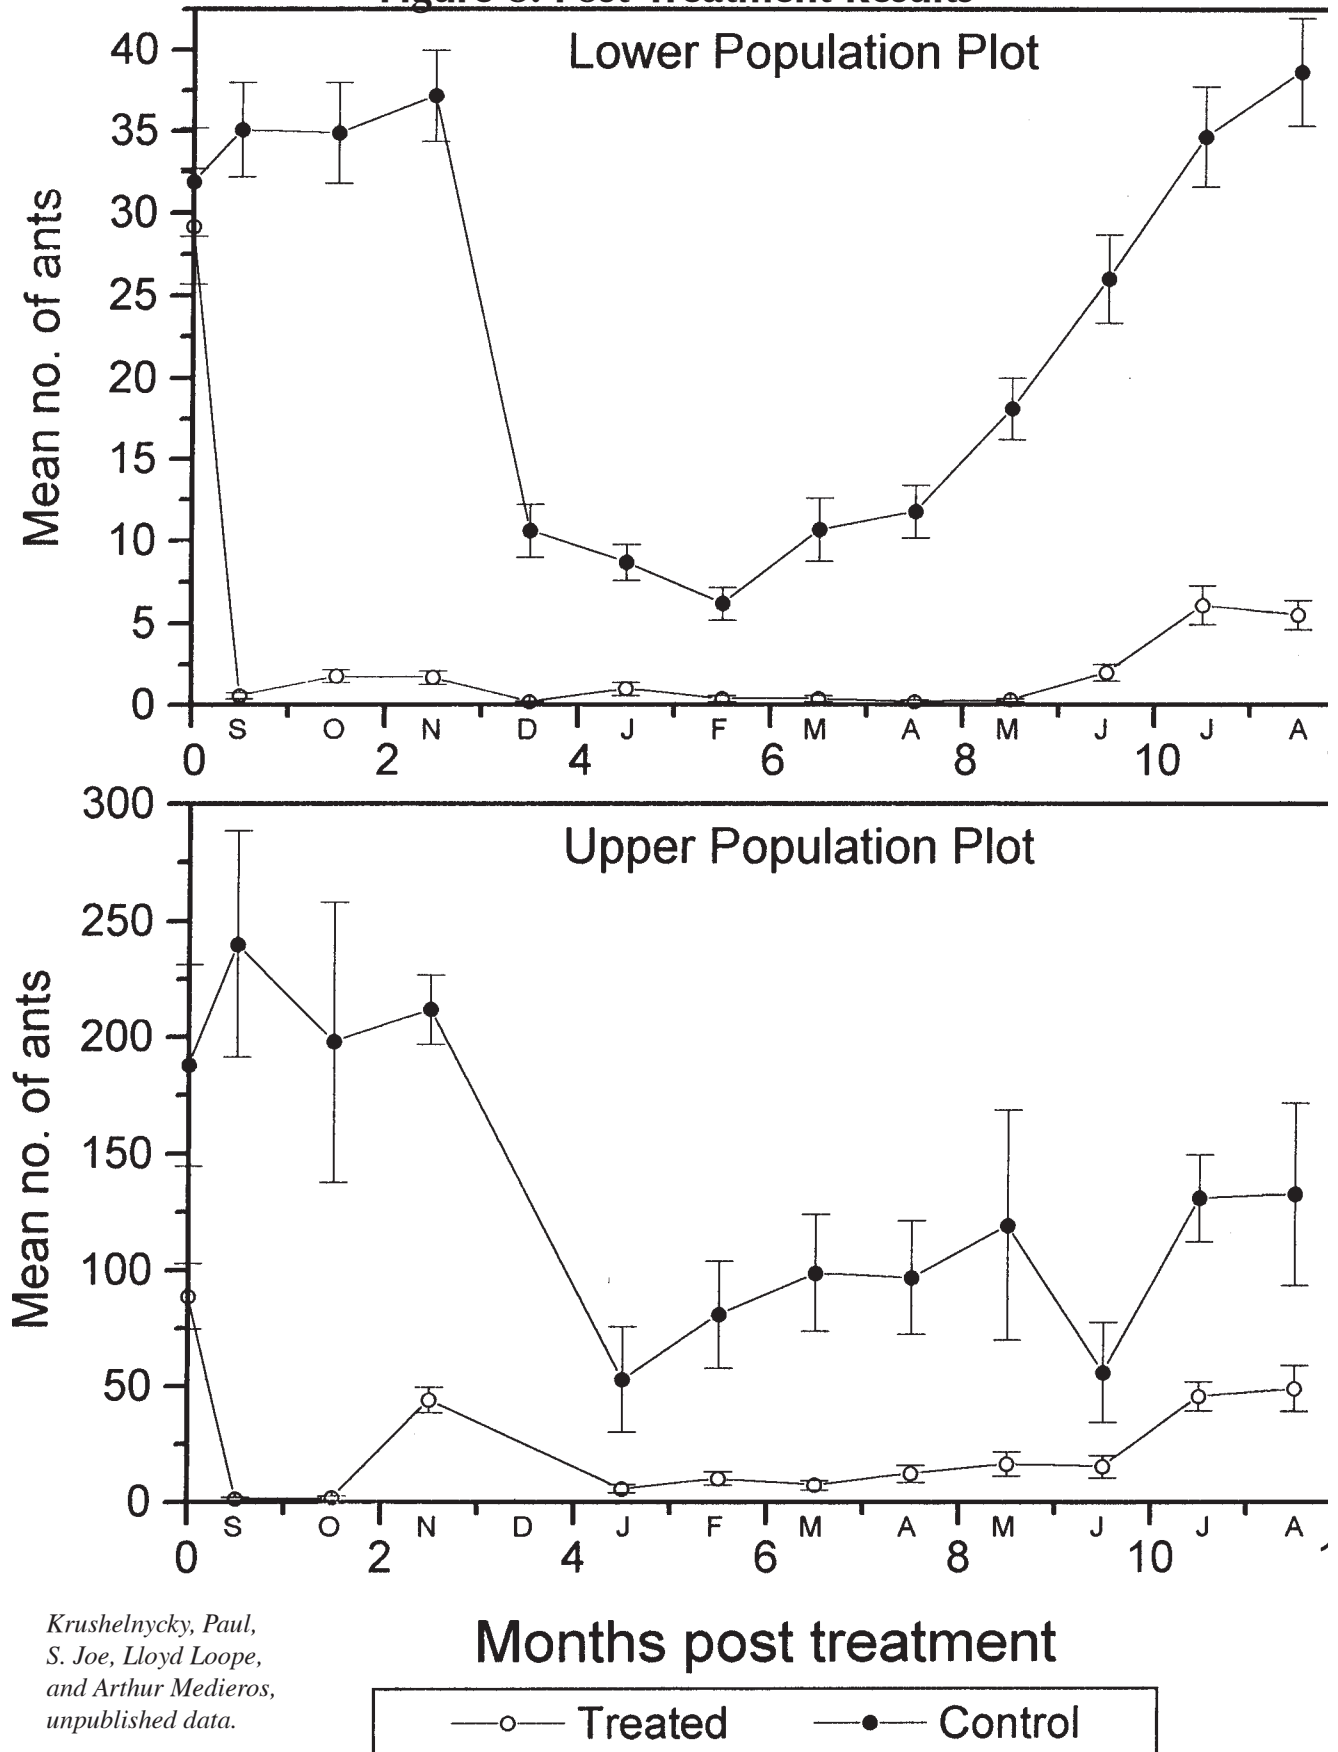 Lower Population Plot
Mean no. of ants
40
35
30
25
20
15
10
5
0
S O N D J F M A M J J A
0 2 4 6 8 10
Upper Population Plot
Mean no. of ants
300
250
200
150
100
50
0
S O N D J F M A M J J A
0 2 4 6 8 10
Months post treatment
Krushelnycky, Paul,
S. Joe, Lloyd Loope,
and Arthur Medieros,
unpublished data.
Treated Control